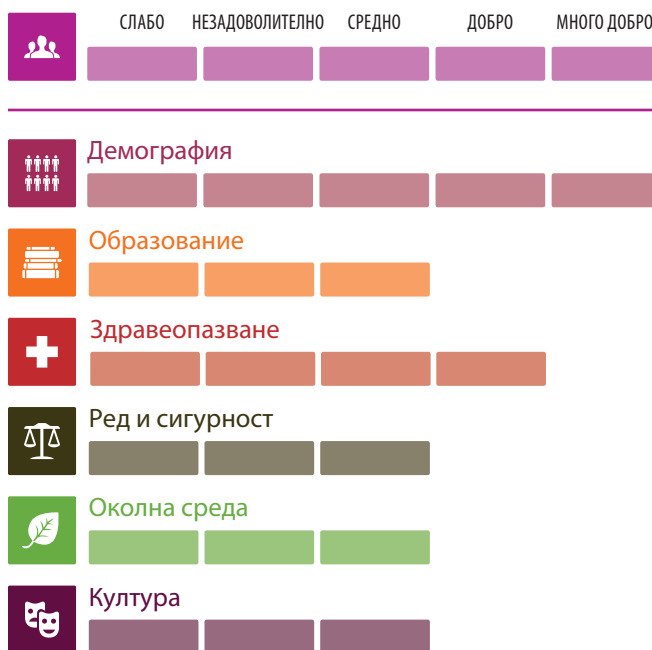 СЛАБО НЕЗАДОВОЛИТЕЛНО СРЕДНО ДОБРО МНОГО ДОБРО
Демография
Образование
Здравеопазване
Ред и сигурност
Околна среда
Култура